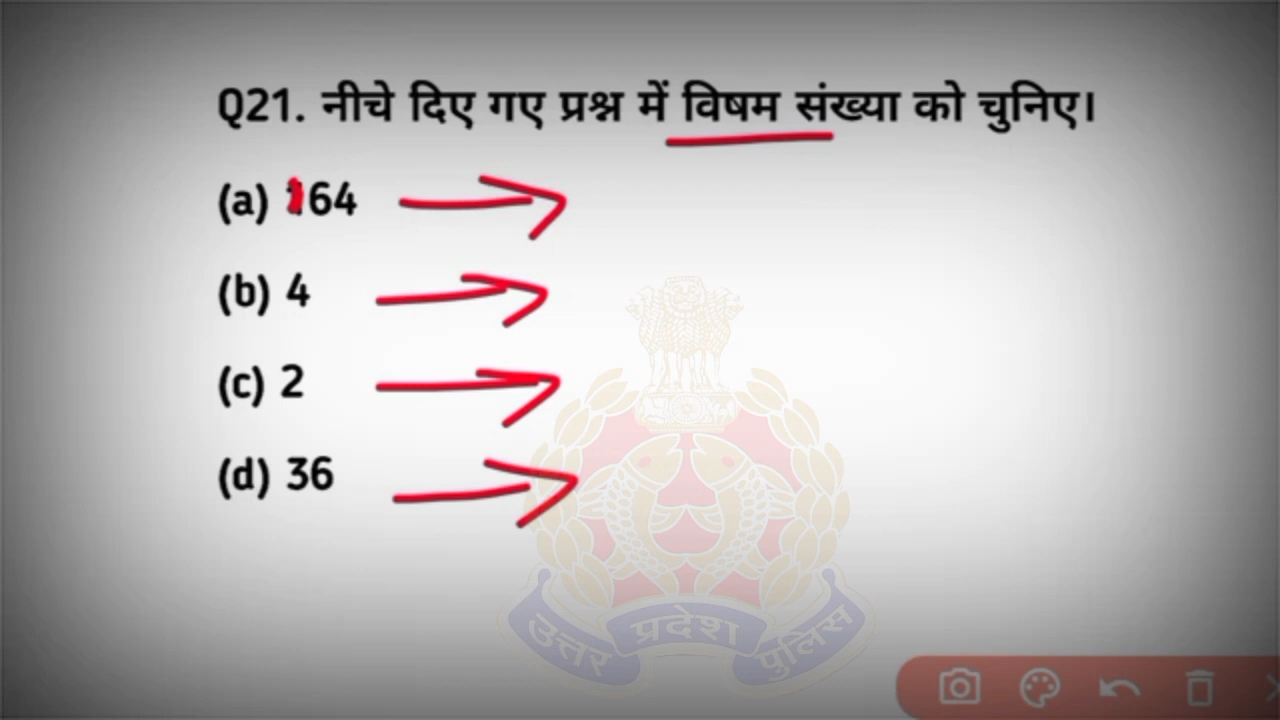 Q21. नीचे दिए गए प्रश्न में विषम संख्या को चुनिए।
(a) 164
(b) 4
(c) 2
(d) 36
उत्तर प्रदेश पुलिस